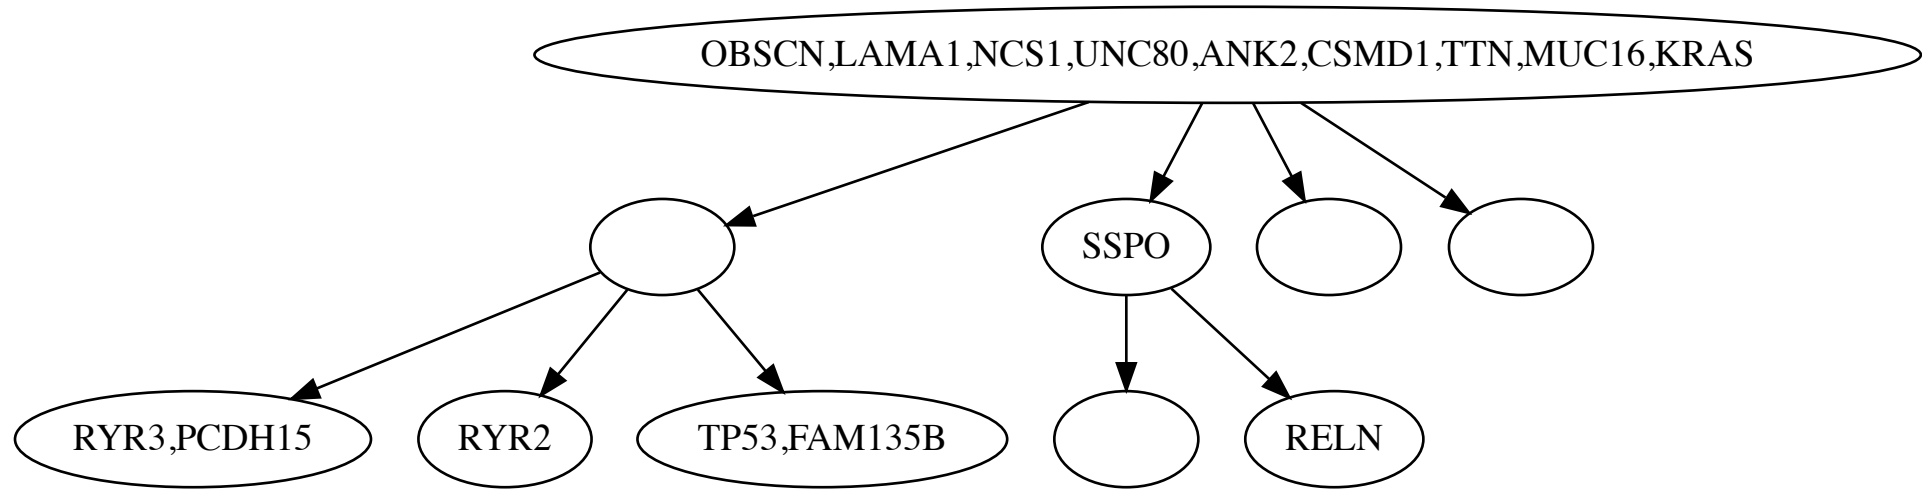 OBSCN,LAMA1,NCS1,UNC80,ANK2,CSMD1,TTN,MUC16,KRAS
SSPO
RYR3,PCDH15
RYR2
TP53,FAM135B
RELN